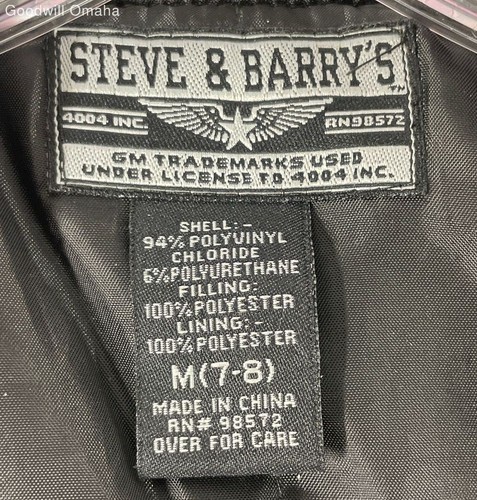 Goodwill Omaha
STEVE & BARRY'S
TM
4004 INC
RN98572
GM TRADEMARKS USED
UNDER LICENSE TO 4004 INC.
SHELL:-
94% POLYVINYL
CHLORIDE
6%POLYURETHANE
FILLING:
100%POLYESTER
LINING:-
100%POLYESTER
M(7-8)
MADE IN CHINA
RN# 98572
OVER FOR CARE